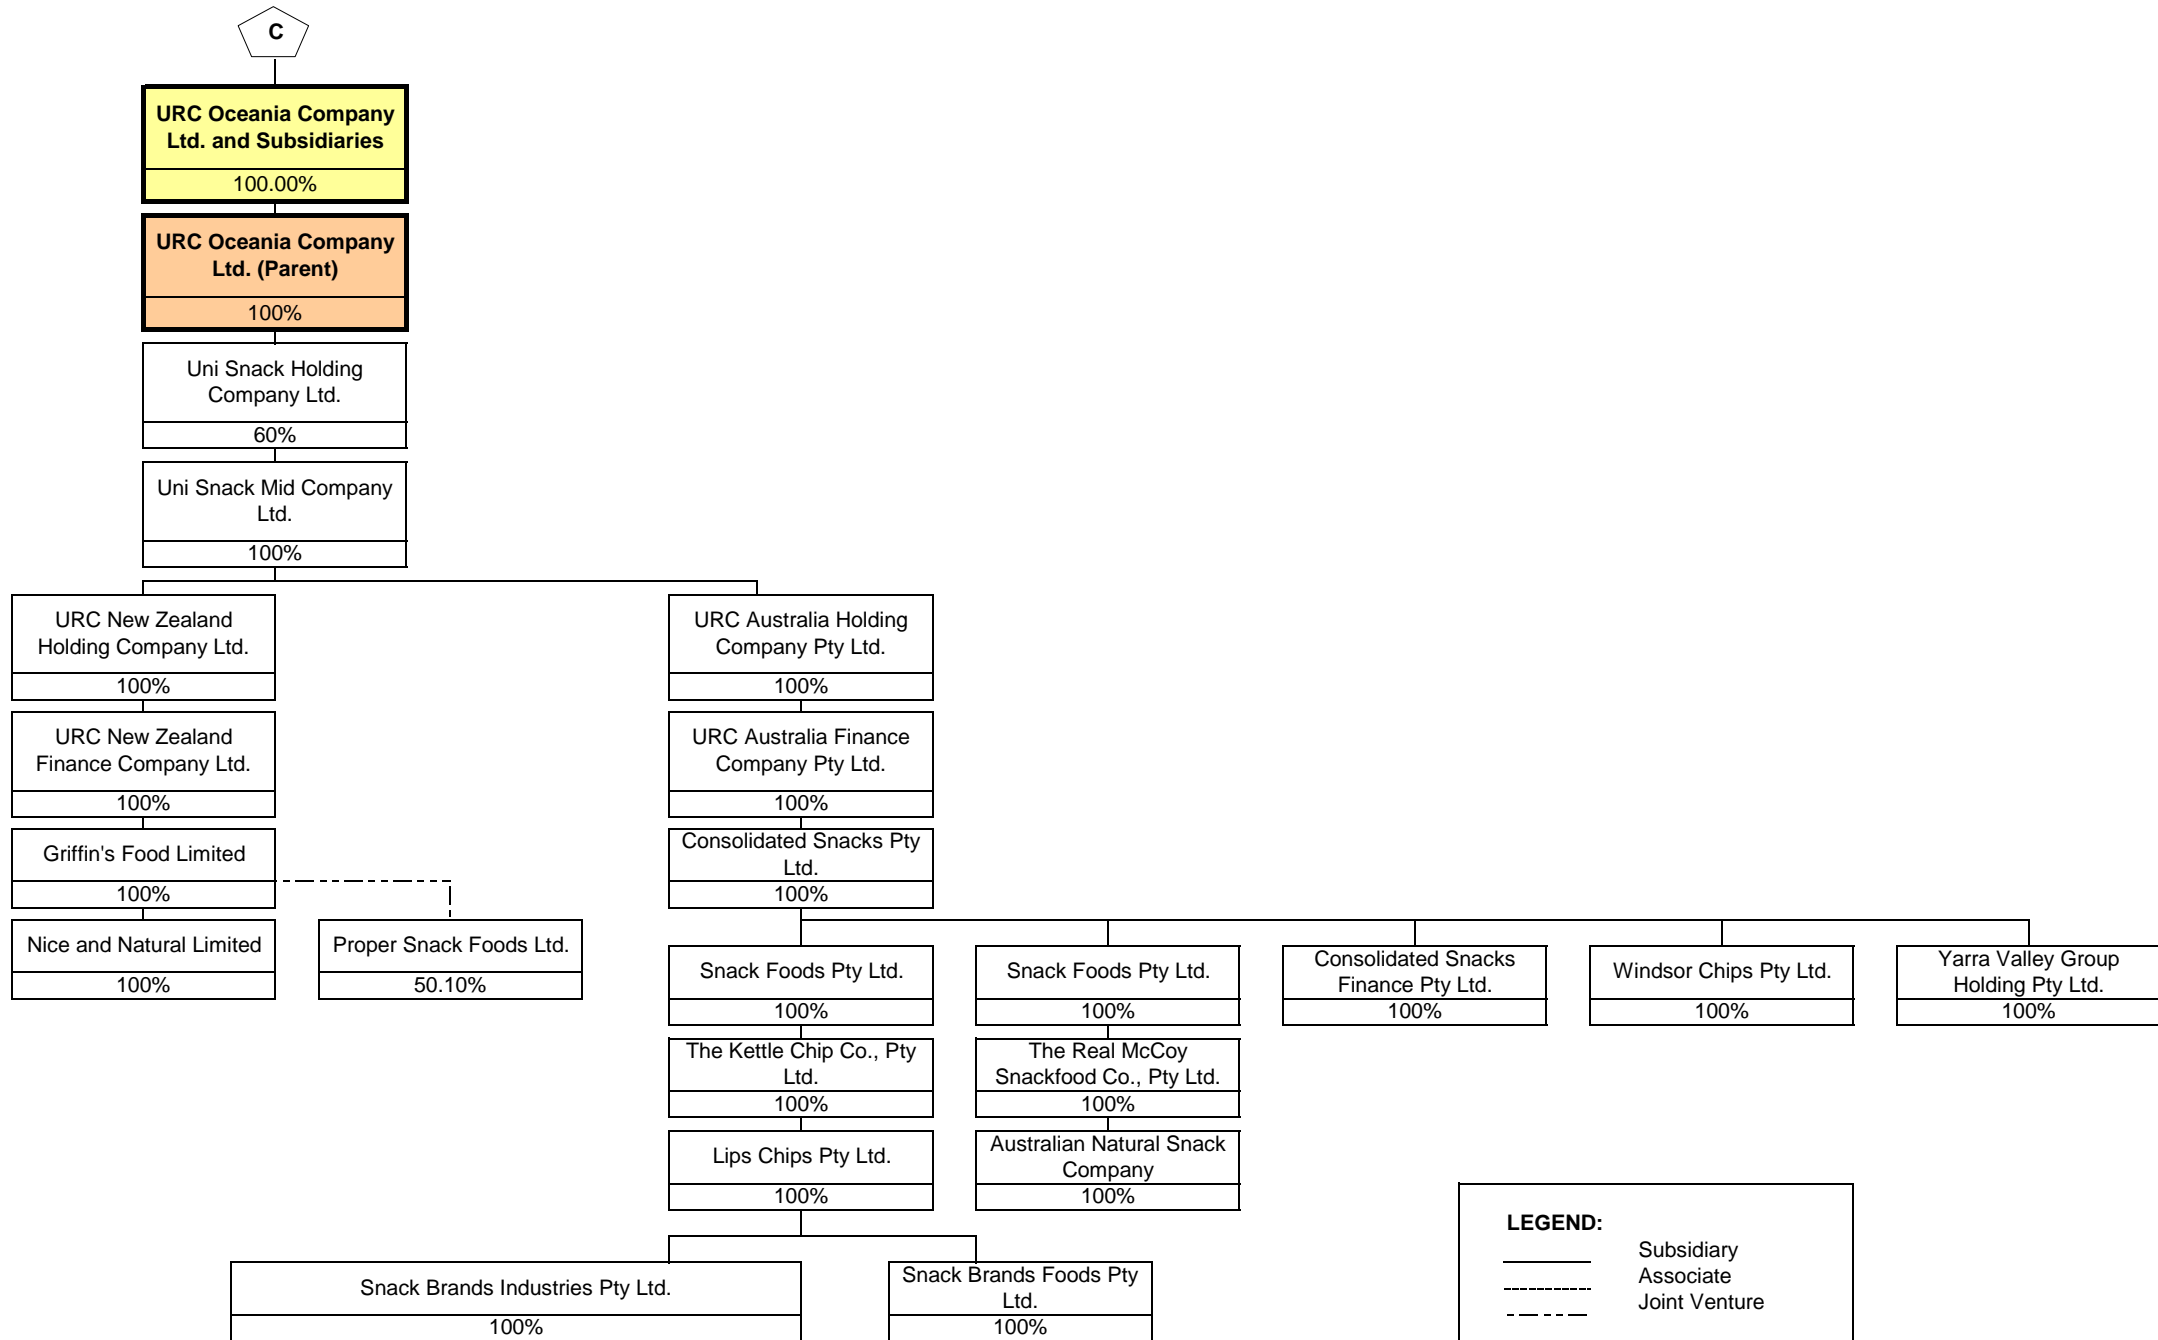 C
URC Oceania Company
Ltd. and Subsidiaries
100.00%
URC Oceania Company
Ltd. (Parent)
100%
Uni Snack Holding
Company Ltd.
60%
Uni Snack Mid Company
Ltd.
100%
URC New Zealand
Holding Company Ltd.
100%
URC Australia Holding
Company Pty Ltd.
100%
URC New Zealand
Finance Company Ltd.
100%
URC Australia Finance
Company Pty Ltd.
100%
Griffin's Food Limited
100%
Consolidated Snacks Pty
Ltd.
100%
Nice and Natural Limited
100%
Proper Snack Foods Ltd.
50.10%
Snack Foods Pty Ltd.
100%
Snack Foods Pty Ltd.
100%
Consolidated Snacks
Finance Pty Ltd.
100%
Windsor Chips Pty Ltd.
100%
Yarra Valley Group
Holding Pty Ltd.
100%
The Kettle Chip Co., Pty
Ltd.
100%
The Real McCoy
Snackfood Co., Pty Ltd.
100%
Lips Chips Pty Ltd.
100%
Australian Natural Snack
Company
100%
Snack Brands Industries Pty Ltd.
100%
Snack Brands Foods Pty
Ltd.
100%
LEGEND:
Subsidiary
Associate
Joint Venture